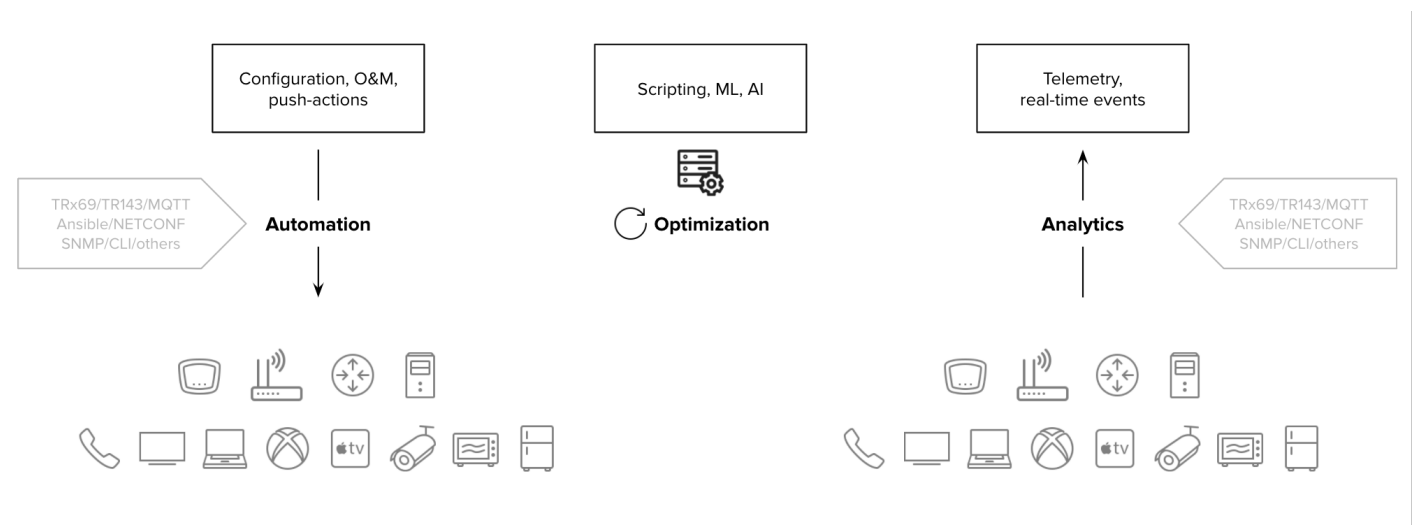 Configuration, O&M,
push-actions
Scripting, ML, AI
Telemetry,
real-time events
TRx69/TR143/MQTT
Ansible/NETCONF
SNMP/CLI/others
Automation
Optimization
Analytics
TRx69/TR143/MQTT
Ansible/NETCONF
SNMP/CLI/others
tv
tv